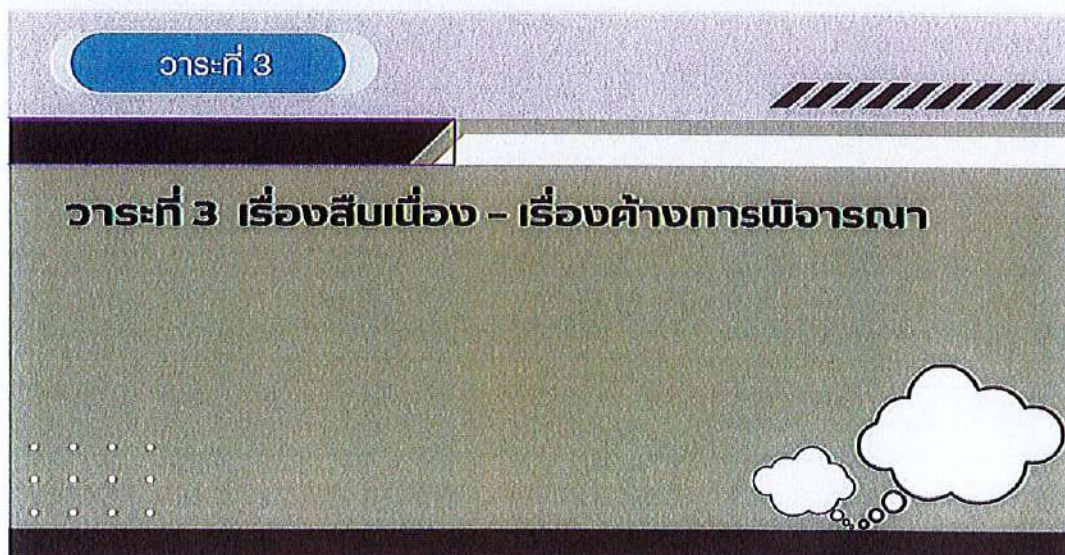 วาระที่ 3
วาระที่ 3 เรื่องสืบเนื่อง – เรื่องค้างการพิจารณา